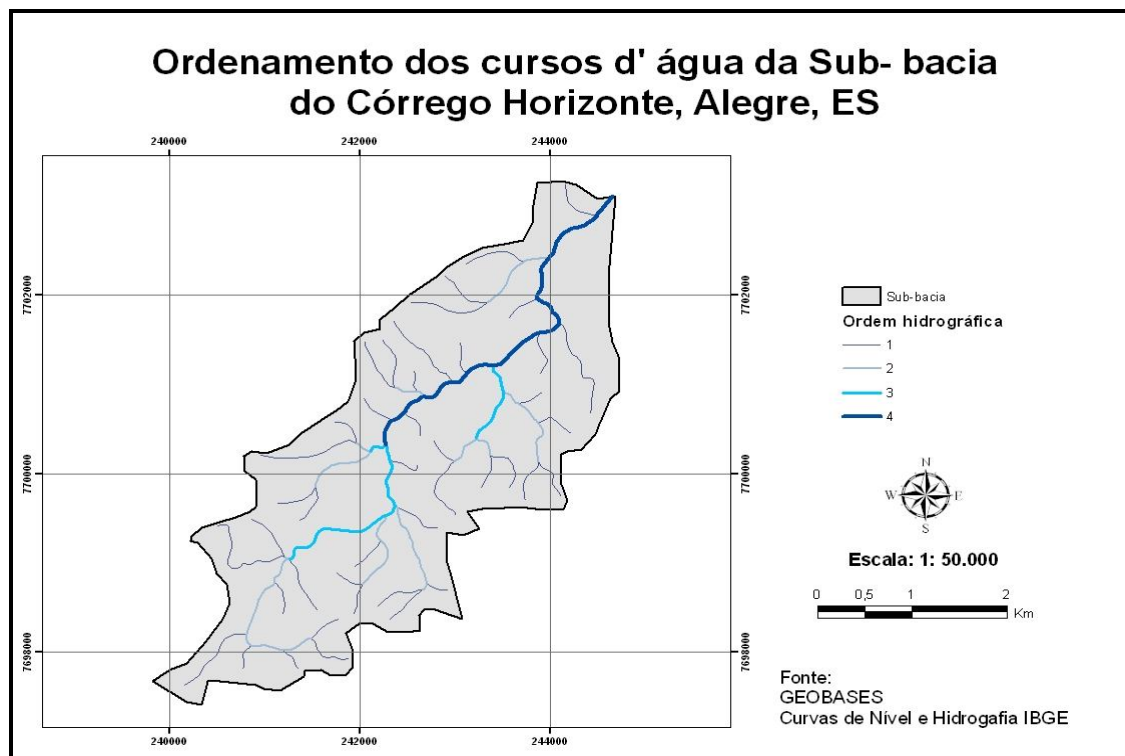 Ordenamento dos cursos d' água da Sub- bacia
do Córrego Horizonte, Alegre, ES
240000 242000 244000
7702000 7702000
7700000 7700000
7698000 7698000
240000 242000 244000
Sub-bacia
Ordem hidrográfica
1
2
3
4
N
W E
S
Escala: 1: 50.000
0 0,5 1 2
Km
Fonte:
GEOBASES
Curvas de Nível e Hidrogafia IBGE